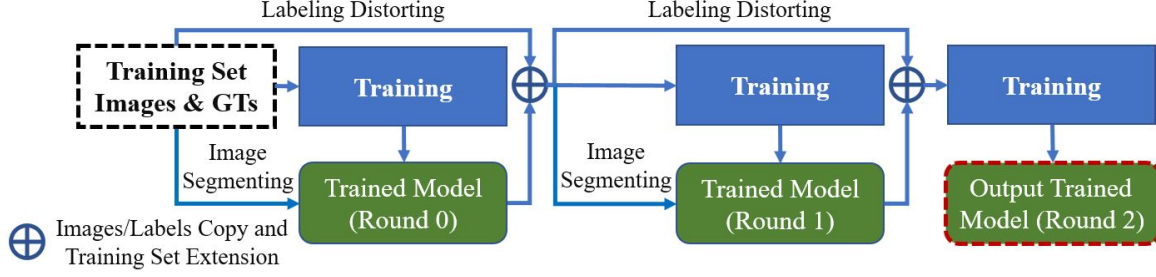 Labeling Distorting
Labeling Distorting
Training Set
Images & GTs
Training
Training
Training
Image
Segmenting
Image
Segmenting
Trained Model
(Round 0)
Trained Model
(Round 1)
Output Trained
Model (Round 2)
Images/Labels Copy and
Training Set Extension